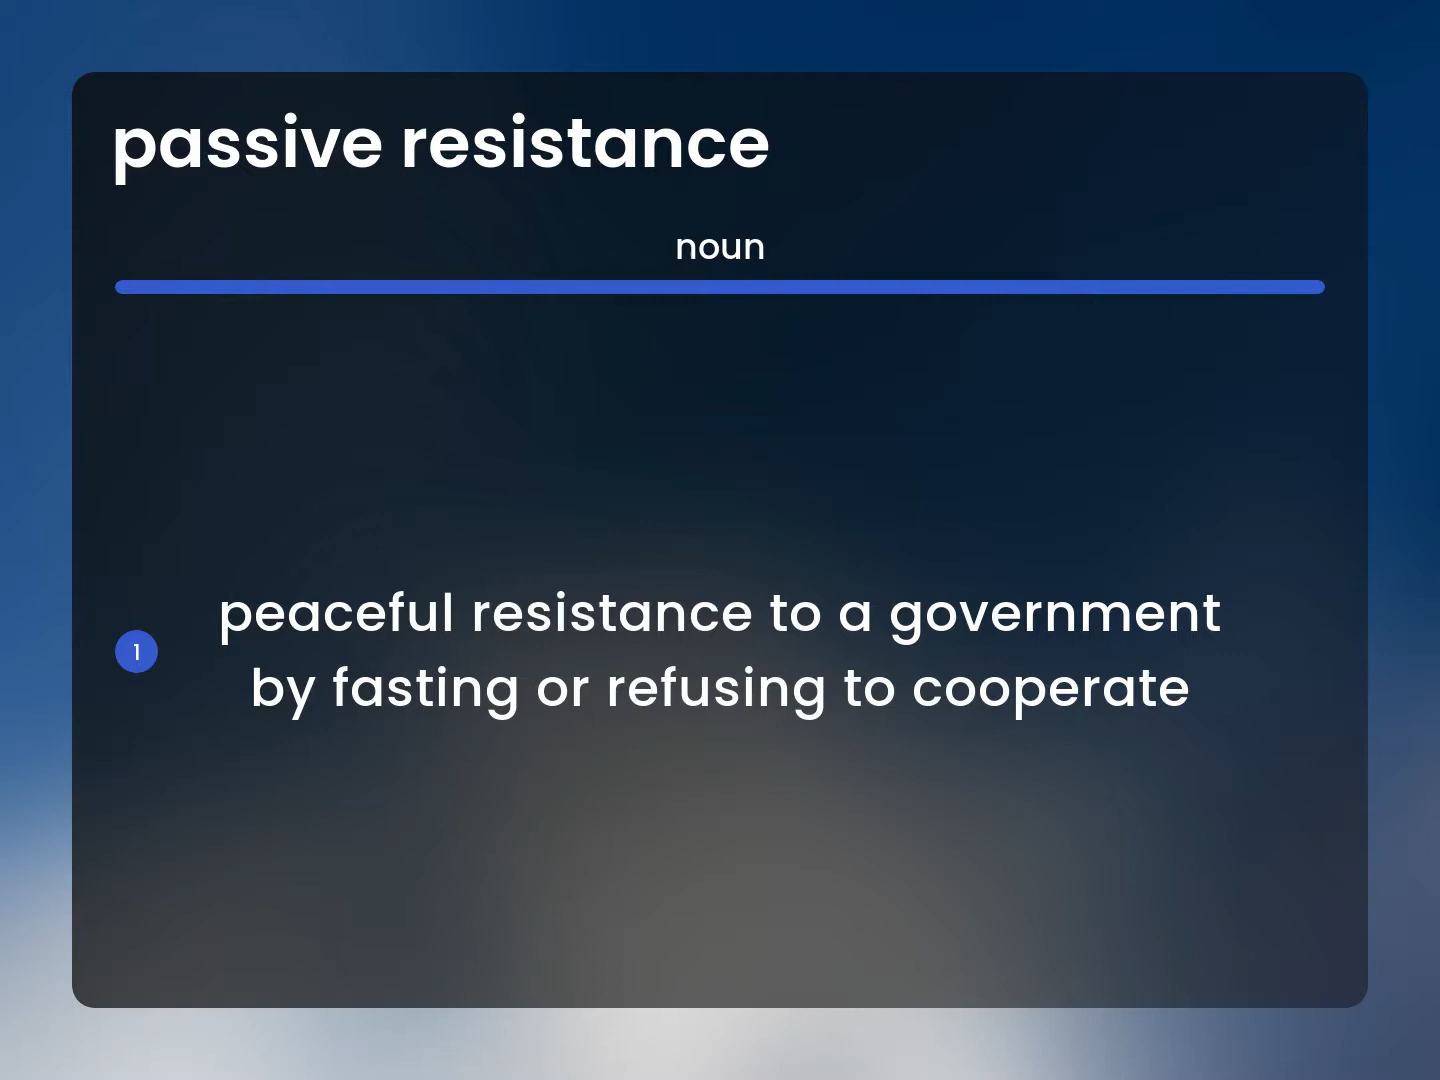 passive resistance
noun
1
peaceful resistance to a government
by fasting or refusing to cooperate